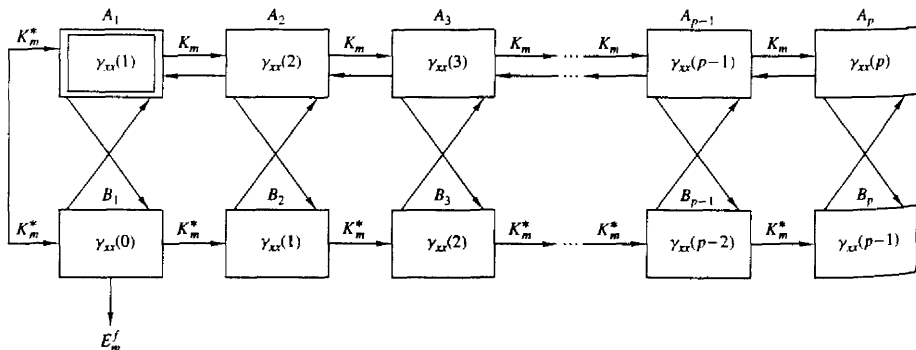 A₁ A₂ A₃ Aₚ₋₁ Aₚ
K*ₘ Kₘ Kₘ Kₘ ... Kₘ Kₘ
γₓₓ(1) γₓₓ(2) γₓₓ(3) ... γₓₓ(p−1) γₓₓ(p)
B₁ B₂ B₃ Bₚ₋₁ Bₚ
K*ₘ K*ₘ K*ₘ K*ₘ ... K*ₘ K*ₘ
γₓₓ(0) γₓₓ(1) γₓₓ(2) γₓₓ(p−2) γₓₓ(p−1)
Eᶠₘ